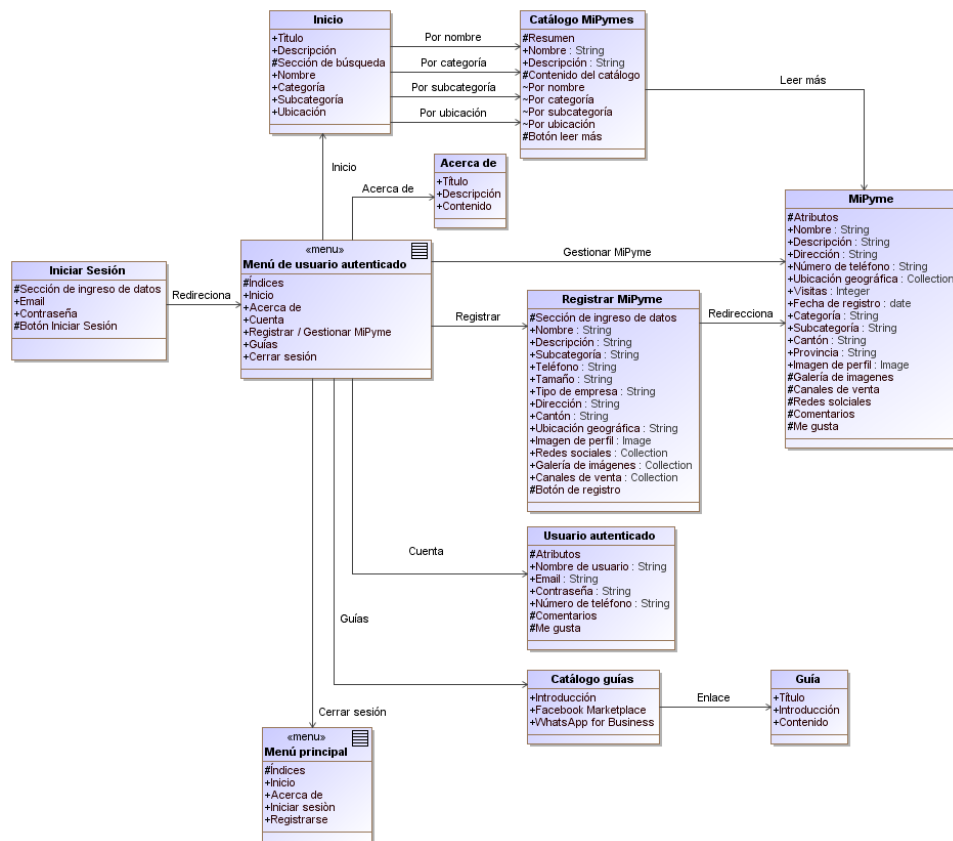 Inicio
+Titulo
+Descripción
#Sección de búsqueda
+Nombre
+Categoría
+Subcategoría
+Ubicación
Por nombre
Por categoría
Por subcategoría
Por ubicación
Catálogo MiPymes
#Resumen
+Nombre : String
+Descripción : String
#Contenido del catálogo
~Por nombre
~Por categoría
~Por subcategoría
~Por ubicación
#Botón leer más
Leer más
Inicio
Acerca de
Acerca de
+Título
+Descripción
+Contenido
MiPyme
#Atributos
+Nombre : String
+Descripción : String
+Dirección : String
+Número de teléfono : String
+Ubicación geográfica : Collection
+Visitas : Integer
+Fecha de registro : date
+Categoría : String
+Subcategoría : String
+Cantón : String
+Provincia : String
+Imagen de perfil : Image
#Galería de imagenes
#Canales de venta
#Redes solciales
#Comentarios
#Me gusta
Iniciar Sesión
#Sección de ingreso de datos
+Email
+Contraseña
#Botón Iniciar Sesión
Redireciona
«menu»
Menú de usuario autenticado
#Índices
+Inicio
+Acerca de
+Cuenta
+Registrar / Gestionar MiPyme
+Guías
+Cerrar sesión
Gestionar MiPyme
Registrar
Registrar MiPyme
#Sección de ingreso de datos
+Nombre : String
+Descripción : String
+Subcategoría : String
+Teléfono : String
+Tamaño : String
+Tipo de empresa : String
+Dirección : String
+Cantón : String
+Ubicación geográfica : String
+Imagen de perfil : Image
+Redes sociales : Collection
+Galería de imágenes : Collection
+Canales de venta : Collection
#Botón de registro
Redirecciona
Cuenta
Usuario autenticado
#Atributos
+Nombre de usuario : String
+Email : String
+Contraseña : String
+Número de teléfono : String
#Comentarios
#Me gusta
Guías
Catálogo guías
+Introducción
+Facebook Marketplace
+WhatsApp for Business
Enlace
Guía
+Título
+Introducción
+Contenido
Cerrar sesión
«menu»
Menú principal
#Índices
+Inicio
+Acerca de
+Iniciar sesiòn
+Registrarse